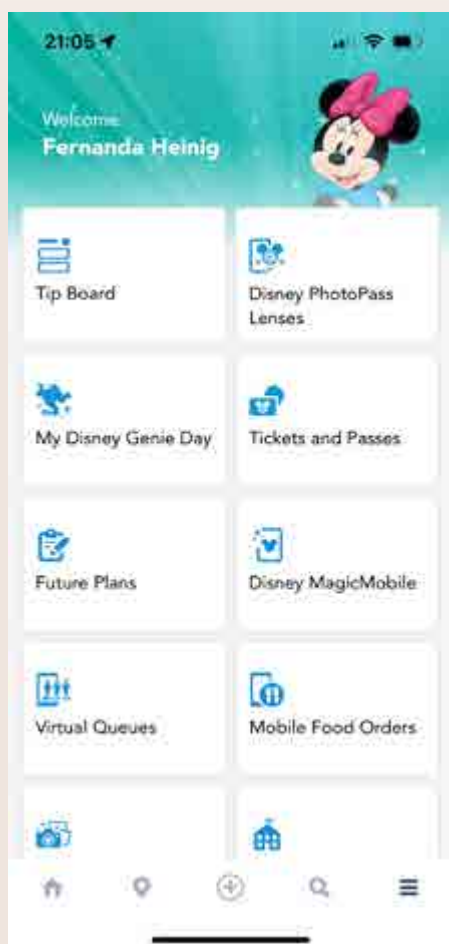 21:05
Welcome
Fernanda Heinig
Tip Board
Disney PhotoPass
Lenses
My Disney Genie Day
Tickets and Passes
Future Plans
Disney MagicMobile
Virtual Queues
Mobile Food Orders